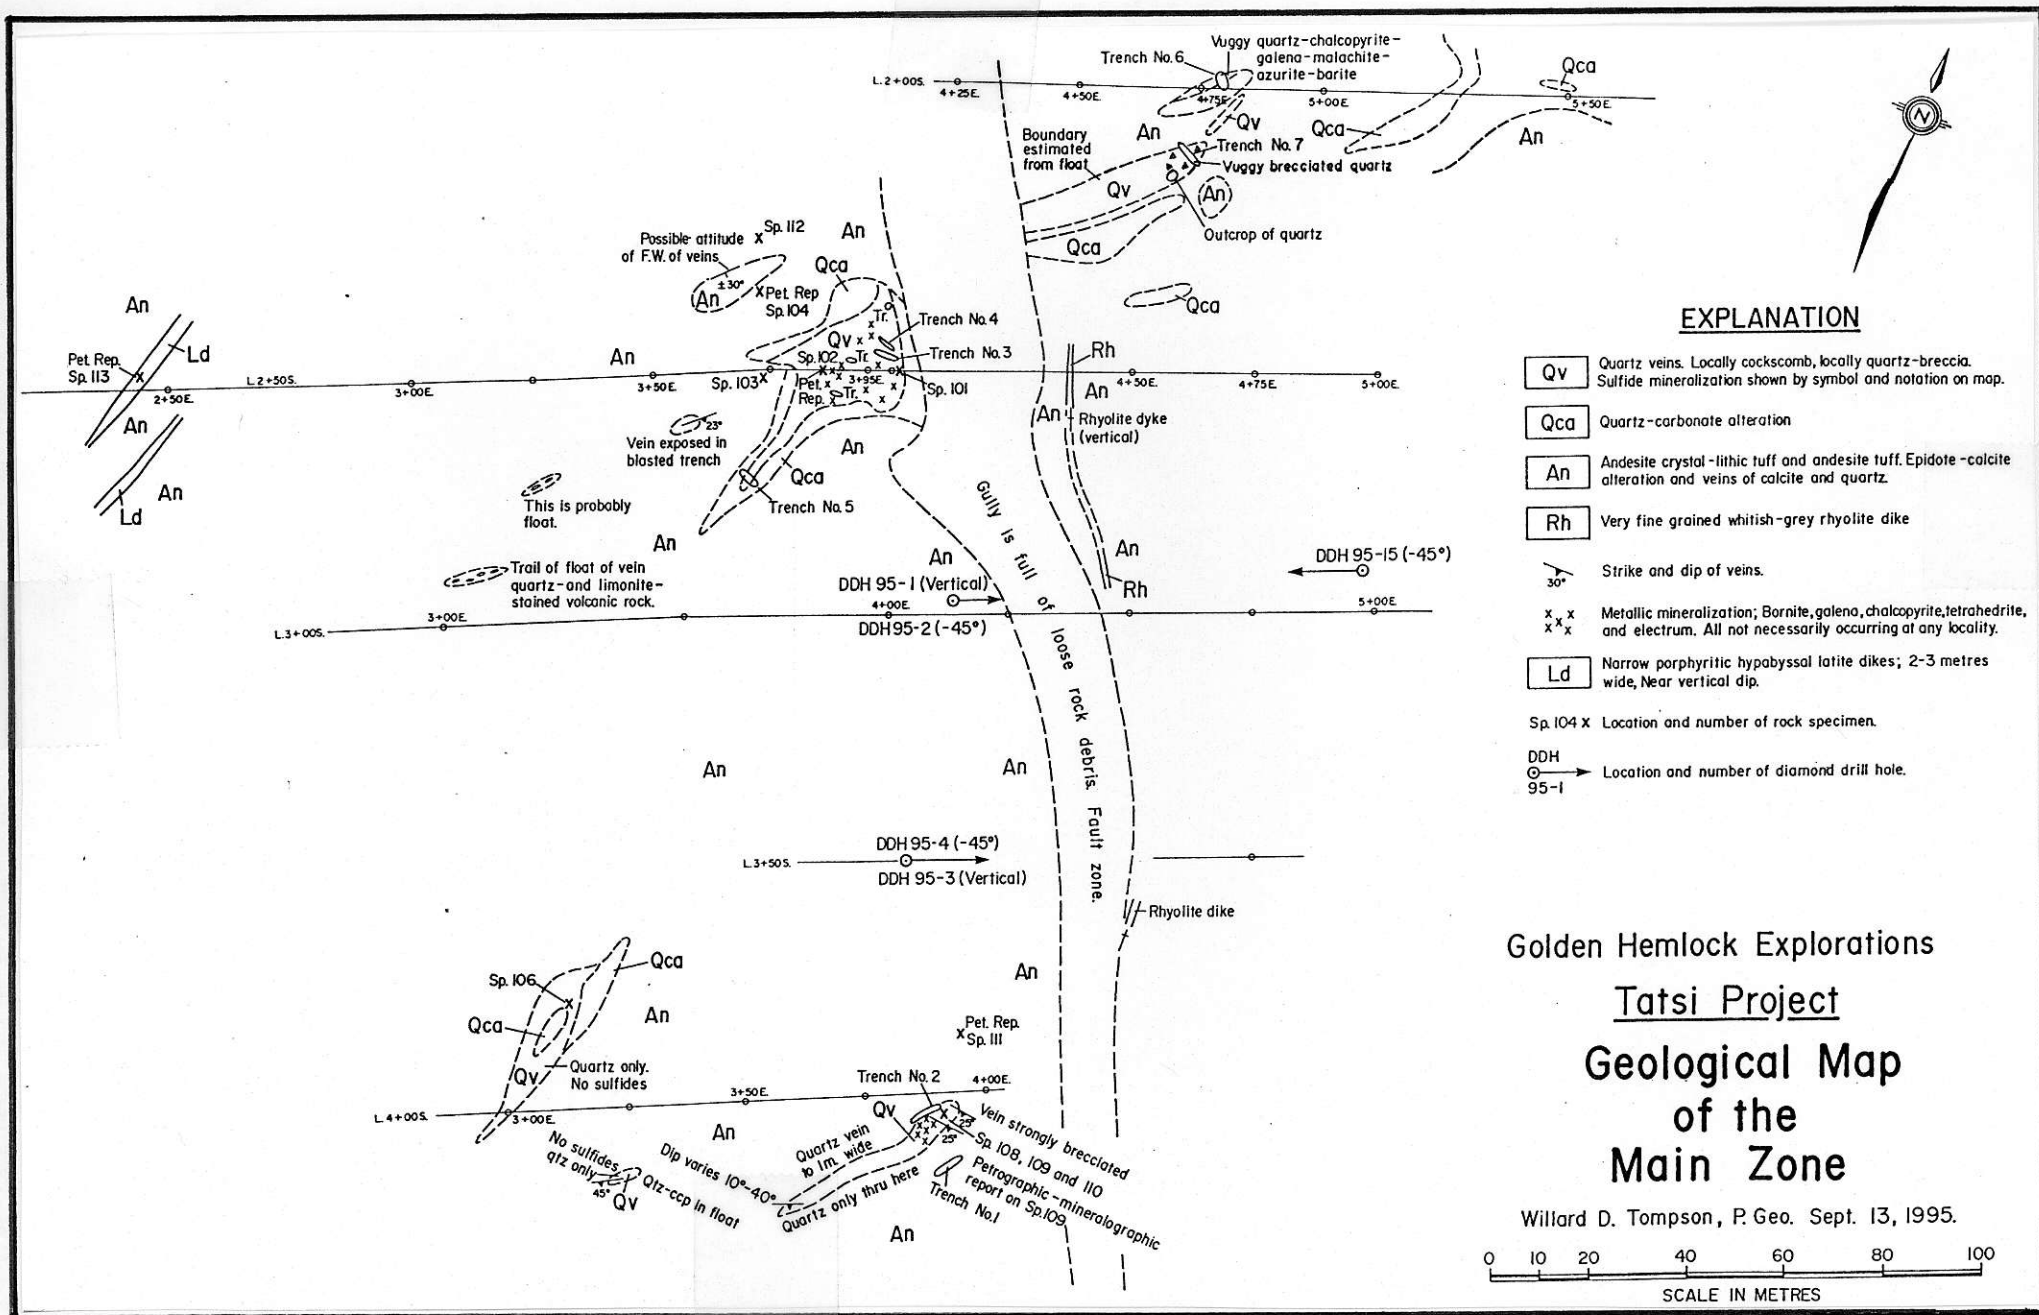 Vuggy quartz-chalcopyrite-
galena-malachite-
azurite-barite
Trench No. 6
L. 2+00S.
4+25E.
4+50E.
4+75E.
5+00E.
5+50E.
Qca
Qca
An
An
Qv
Boundary
estimated
from float
Trench No. 7
Vuggy brecciated quartz
Qv
An
Outcrop of quartz
Qca
Qca
N
Possible attitude
of F.W. of veins
Sp. 112
An
±30°
An
Pet. Rep
Sp. 104
Qca
Tr.
Trench No. 4
Qv
Trench No. 3
Sp. 102
Tr.
An
Ld
Pet. Rep.
Sp. 113
L. 2+50S.
2+50E.
3+00E.
An
3+50E.
Sp. 103
Pet.
Rep.
3+95E.
Tr.
Sp. 101
Rh
An
4+50E.
4+75E.
5+00E.
An
Rhyolite dyke
(vertical)
An
An
Ld
23°
Vein exposed in
blasted trench
An
Qca
Trench No. 5
This is probably
float.
An
Trail of float of vein
quartz-and limonite-
stained volcanic rock.
An
DDH 95-1 (Vertical)
4+00E.
DDH 95-2 (-45°)
An
Rh
DDH 95-15 (-45°)
5+00E.
L. 3+00S.
3+00E.
Gully is full of loose rock debris. Fault zone.
An
An
L. 3+50S.
DDH 95-4 (-45°)
DDH 95-3 (Vertical)
Rhyolite dike
An
Qca
Sp. 106
Qca
An
Qv
Quartz only.
No sulfides
Pet. Rep.
Sp. 111
L. 4+00S.
3+00E.
3+50E.
4+00E.
Trench No. 2
Qv
An
No sulfides
qtz only
45°
Qv
Qtz-ccp in float
Dip varies 10°-40°
Quartz vein
to 1m. wide
Quartz only thru here
25°
25°
Vein strongly brecciated
Sp. 108, 109 and 110
Petrographic-mineralographic
report on Sp. 109
Trench No. 1
An
EXPLANATION
Qv
Quartz veins. Locally cockscomb, locally quartz-breccia.
Sulfide mineralization shown by symbol and notation on map.
Qca
Quartz-carbonate alteration
An
Andesite crystal-lithic tuff and andesite tuff. Epidote-calcite
alteration and veins of calcite and quartz.
Rh
Very fine grained whitish-grey rhyolite dike
30°
Strike and dip of veins.
x x x x x
Metallic mineralization; Bornite, galena, chalcopyrite, tetrahedrite,
and electrum. All not necessarily occurring at any locality.
Ld
Narrow porphyritic hypabyssal latite dikes; 2-3 metres
wide, Near vertical dip.
Sp. 104 x Location and number of rock specimen.
DDH
95-1
Location and number of diamond drill hole.
Golden Hemlock Explorations
Tatsi Project
Geological Map
of the
Main Zone
Willard D. Tompson, P. Geo. Sept. 13, 1995.
0 10 20 40 60 80 100
SCALE IN METRES